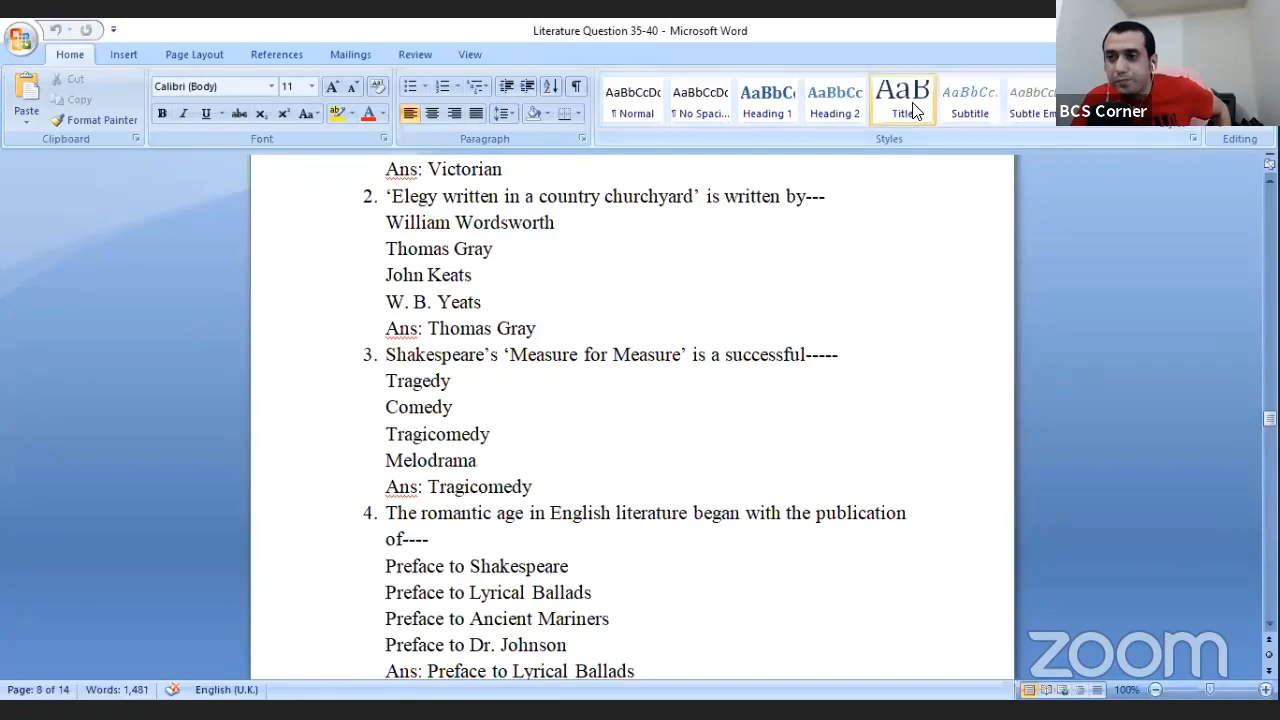 Literature Question 35-40 - Microsoft Word
Home Insert Page Layout References Mailings Review View
Paste
Cut
Copy
Format Painter
Clipboard
Calibri (Body) 11
B I U abc x₂ x² Aa
Font
Paragraph
AaBbCcDc AaBbCcDc AaBbCc AaBbCc AaB AaBbCc.
¶ Normal ¶ No Spaci... Heading 1 Heading 2 Title Subtitle Subtle Em
Styles
Editing
BCS Corner
Ans: Victorian
2. ‘Elegy written in a country churchyard’ is written by---
William Wordsworth
Thomas Gray
John Keats
W. B. Yeats
Ans: Thomas Gray
3. Shakespeare’s ‘Measure for Measure’ is a successful-----
Tragedy
Comedy
Tragicomedy
Melodrama
Ans: Tragicomedy
4. The romantic age in English literature began with the publication
of----
Preface to Shakespeare
Preface to Lyrical Ballads
Preface to Ancient Mariners
Preface to Dr. Johnson
Ans: Preface to Lyrical Ballads
zoom
Page: 8 of 14 Words: 1,481 English (U.K.) 100%